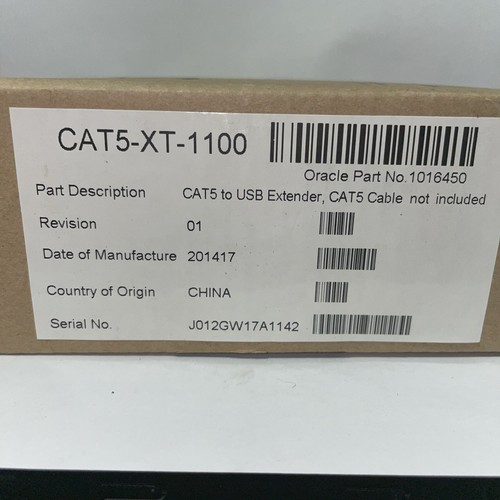 CAT5-XT-1100
Oracle Part No.1016450
Part Description CAT5 to USB Extender, CAT5 Cable not included
Revision 01
Date of Manufacture 201417
Country of Origin CHINA
Serial No. J012GW17A1142